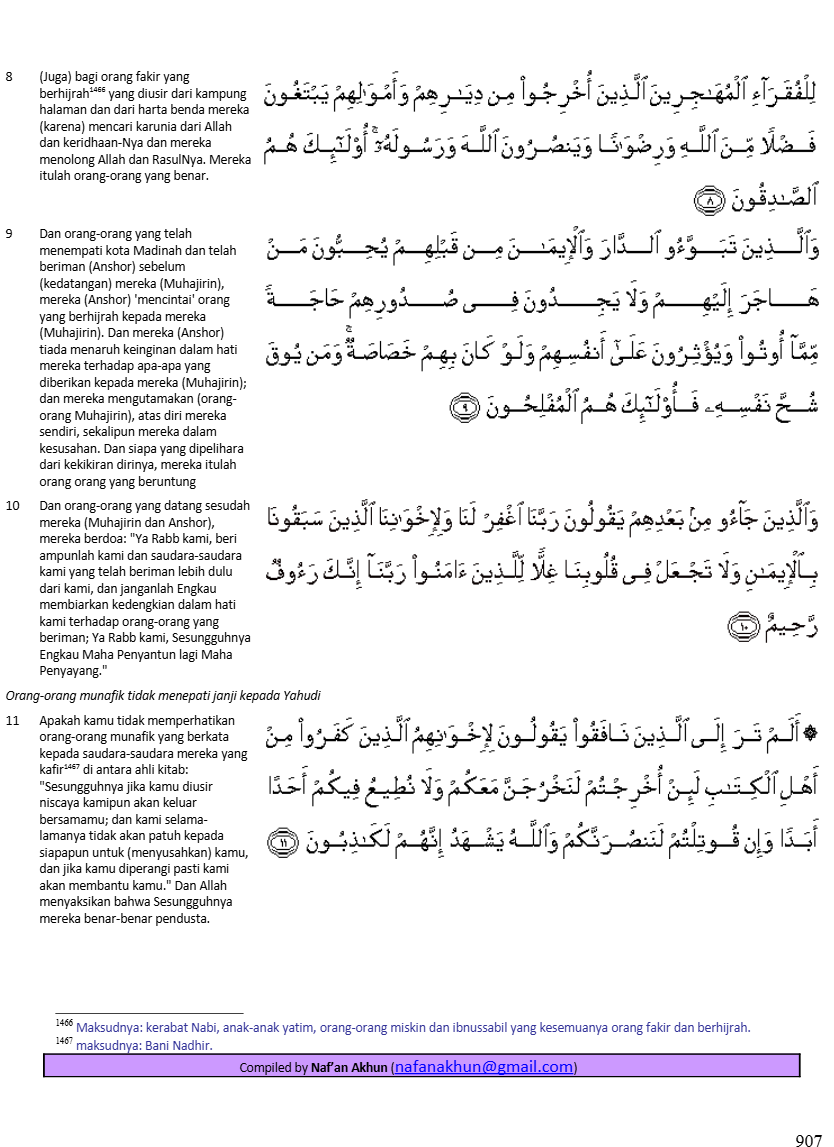 8 (Juga) bagi orang fakir yang
berhijrah¹⁴⁶⁶ yang diusir dari kampung
halaman dan dari harta benda mereka
(karena) mencari karunia dari Allah
dan keridhaan-Nya dan mereka
menolong Allah dan RasulNya. Mereka
itulah orang-orang yang benar.
لِلْفُقَرَآءِ ٱلْمُهَـٰجِرِينَ ٱلَّذِينَ أُخْرِجُوا۟ مِن دِيَـٰرِهِمْ وَأَمْوَٰلِهِمْ يَبْتَغُونَ
فَضْلًا مِّنَ ٱللَّهِ وَرِضْوَٰنًا وَيَنصُرُونَ ٱللَّهَ وَرَسُولَهُۥٓ ۚ أُو۟لَـٰٓئِكَ هُمُ
ٱلصَّـٰدِقُونَ ٨
9 Dan orang-orang yang telah
menempati kota Madinah dan telah
beriman (Anshor) sebelum
(kedatangan) mereka (Muhajirin),
mereka (Anshor) 'mencintai' orang
yang berhijrah kepada mereka
(Muhajirin). Dan mereka (Anshor)
tiada menaruh keinginan dalam hati
mereka terhadap apa-apa yang
diberikan kepada mereka (Muhajirin);
dan mereka mengutamakan (orang-
orang Muhajirin), atas diri mereka
sendiri, sekalipun mereka dalam
kesusahan. Dan siapa yang dipelihara
dari kekikiran dirinya, mereka itulah
orang orang yang beruntung
وَٱلَّذِينَ تَبَوَّءُو ٱلدَّارَ وَٱلْإِيمَـٰنَ مِن قَبْلِهِمْ يُحِبُّونَ مَنْ
هَاجَرَ إِلَيْهِمْ وَلَا يَجِدُونَ فِى صُدُورِهِمْ حَاجَةً
مِّمَّآ أُوتُوا۟ وَيُؤْثِرُونَ عَلَىٰٓ أَنفُسِهِمْ وَلَوْ كَانَ بِهِمْ خَصَاصَةٌ ۚ وَمَن يُوقَ
شُحَّ نَفْسِهِۦ فَأُو۟لَـٰٓئِكَ هُمُ ٱلْمُفْلِحُونَ ٩
10 Dan orang-orang yang datang sesudah
mereka (Muhajirin dan Anshor),
mereka berdoa: "Ya Rabb kami, beri
ampunlah kami dan saudara-saudara
kami yang telah beriman lebih dulu
dari kami, dan janganlah Engkau
membiarkan kedengkian dalam hati
kami terhadap orang-orang yang
beriman; Ya Rabb kami, Sesungguhnya
Engkau Maha Penyantun lagi Maha
Penyayang."
وَٱلَّذِينَ جَآءُو مِنۢ بَعْدِهِمْ يَقُولُونَ رَبَّنَا ٱغْفِرْ لَنَا وَلِإِخْوَٰنِنَا ٱلَّذِينَ سَبَقُونَا
بِٱلْإِيمَـٰنِ وَلَا تَجْعَلْ فِى قُلُوبِنَا غِلًّا لِّلَّذِينَ ءَامَنُوا۟ رَبَّنَآ إِنَّكَ رَءُوفٌ
رَّحِيمٌ ١٠
Orang-orang munafik tidak menepati janji kepada Yahudi
11 Apakah kamu tidak memperhatikan
orang-orang munafik yang berkata
kepada saudara-saudara mereka yang
kafir¹⁴⁶⁷ di antara ahli kitab:
"Sesungguhnya jika kamu diusir
niscaya kamipun akan keluar
bersamamu; dan kami selama-
lamanya tidak akan patuh kepada
siapapun untuk (menyusahkan) kamu,
dan jika kamu diperangi pasti kami
akan membantu kamu." Dan Allah
menyaksikan bahwa Sesungguhnya
mereka benar-benar pendusta.
۞ أَلَمْ تَرَ إِلَى ٱلَّذِينَ نَافَقُوا۟ يَقُولُونَ لِإِخْوَٰنِهِمُ ٱلَّذِينَ كَفَرُوا۟ مِنْ
أَهْلِ ٱلْكِتَـٰبِ لَئِنْ أُخْرِجْتُمْ لَنَخْرُجَنَّ مَعَكُمْ وَلَا نُطِيعُ فِيكُمْ أَحَدًا
أَبَدًا وَإِن قُوتِلْتُمْ لَنَنصُرَنَّكُمْ وَٱللَّهُ يَشْهَدُ إِنَّهُمْ لَكَـٰذِبُونَ ١١
¹⁴⁶⁶ Maksudnya: kerabat Nabi, anak-anak yatim, orang-orang miskin dan ibnussabil yang kesemuanya orang fakir dan berhijrah.
¹⁴⁶⁷ maksudnya: Bani Nadhir.
Compiled by Naf'an Akhun (nafanakhun@gmail.com)
907